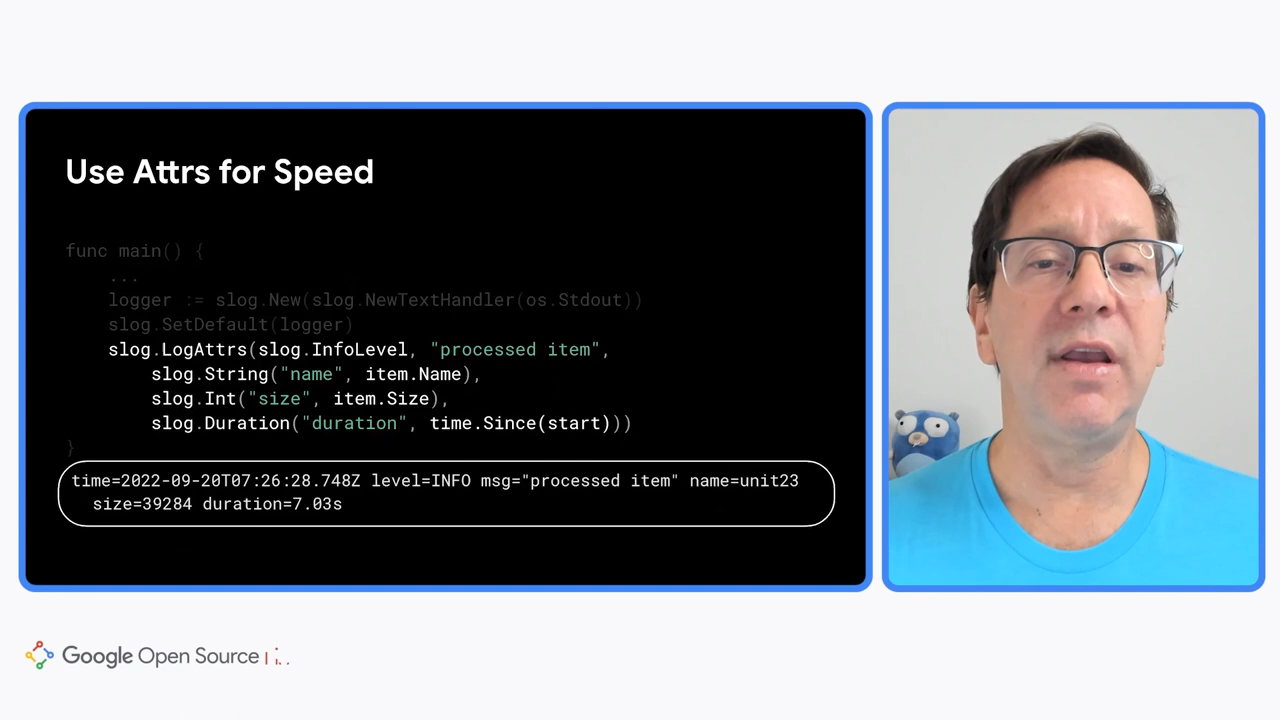 Use Attrs for Speed
func main() {
...
logger := slog.New(slog.NewTextHandler(os.Stdout))
slog.SetDefault(logger)
slog.LogAttrs(slog.InfoLevel, "processed item",
slog.String("name", item.Name),
slog.Int("size", item.Size),
slog.Duration("duration", time.Since(start)))
}
time=2022-09-20T07:26:28.748Z level=INFO msg="processed item" name=unit23
size=39284 duration=7.03s
Google Open Source